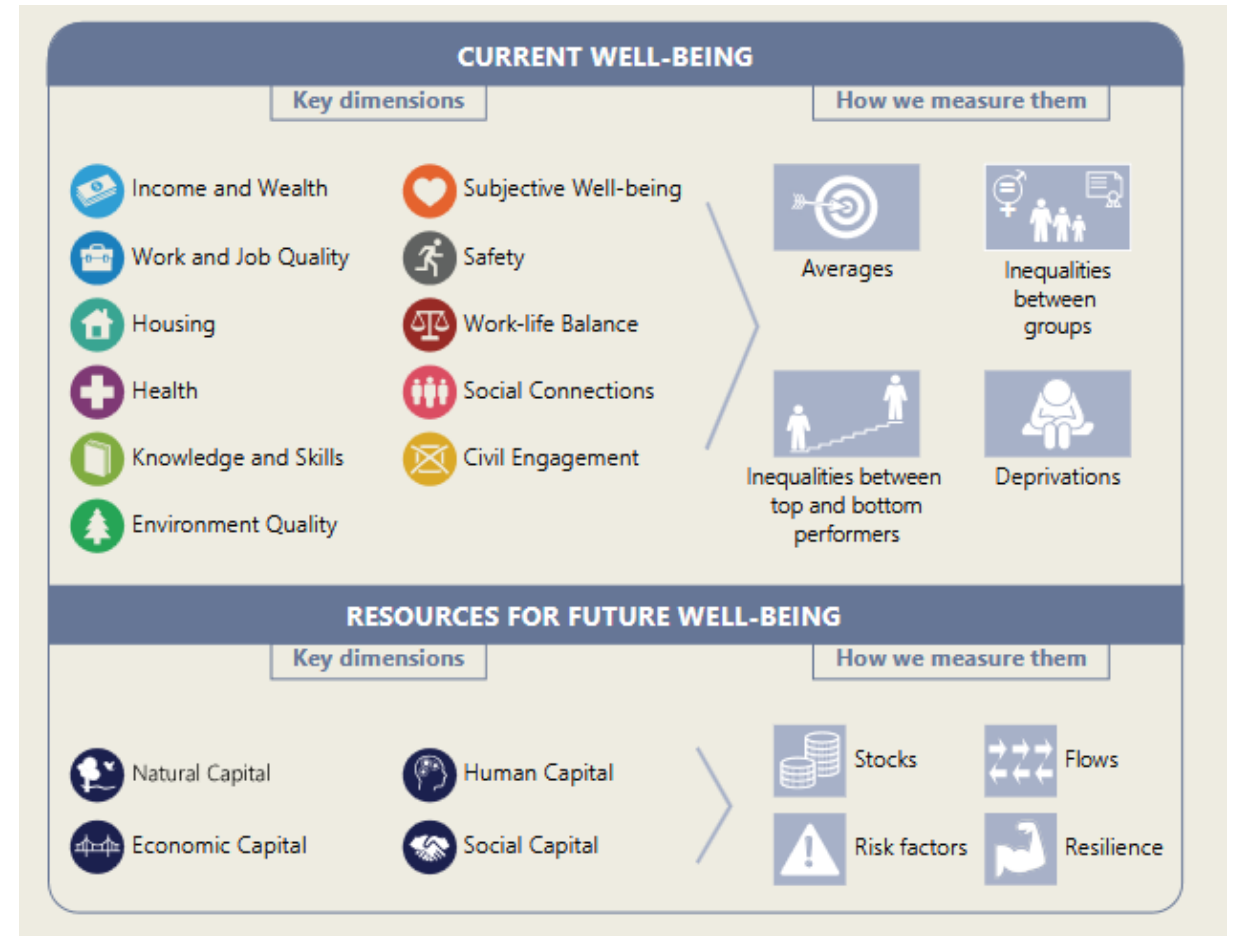 CURRENT WELL-BEING
Key dimensions
How we measure them
Income and Wealth
Subjective Well-being
Work and Job Quality
Safety
Housing
Work-life Balance
Health
Social Connections
Knowledge and Skills
Civil Engagement
Environment Quality
Averages
Inequalities
between
groups
Inequalities between
top and bottom
performers
Deprivations
RESOURCES FOR FUTURE WELL-BEING
Key dimensions
How we measure them
Natural Capital
Human Capital
Economic Capital
Social Capital
Stocks
Flows
Risk factors
Resilience